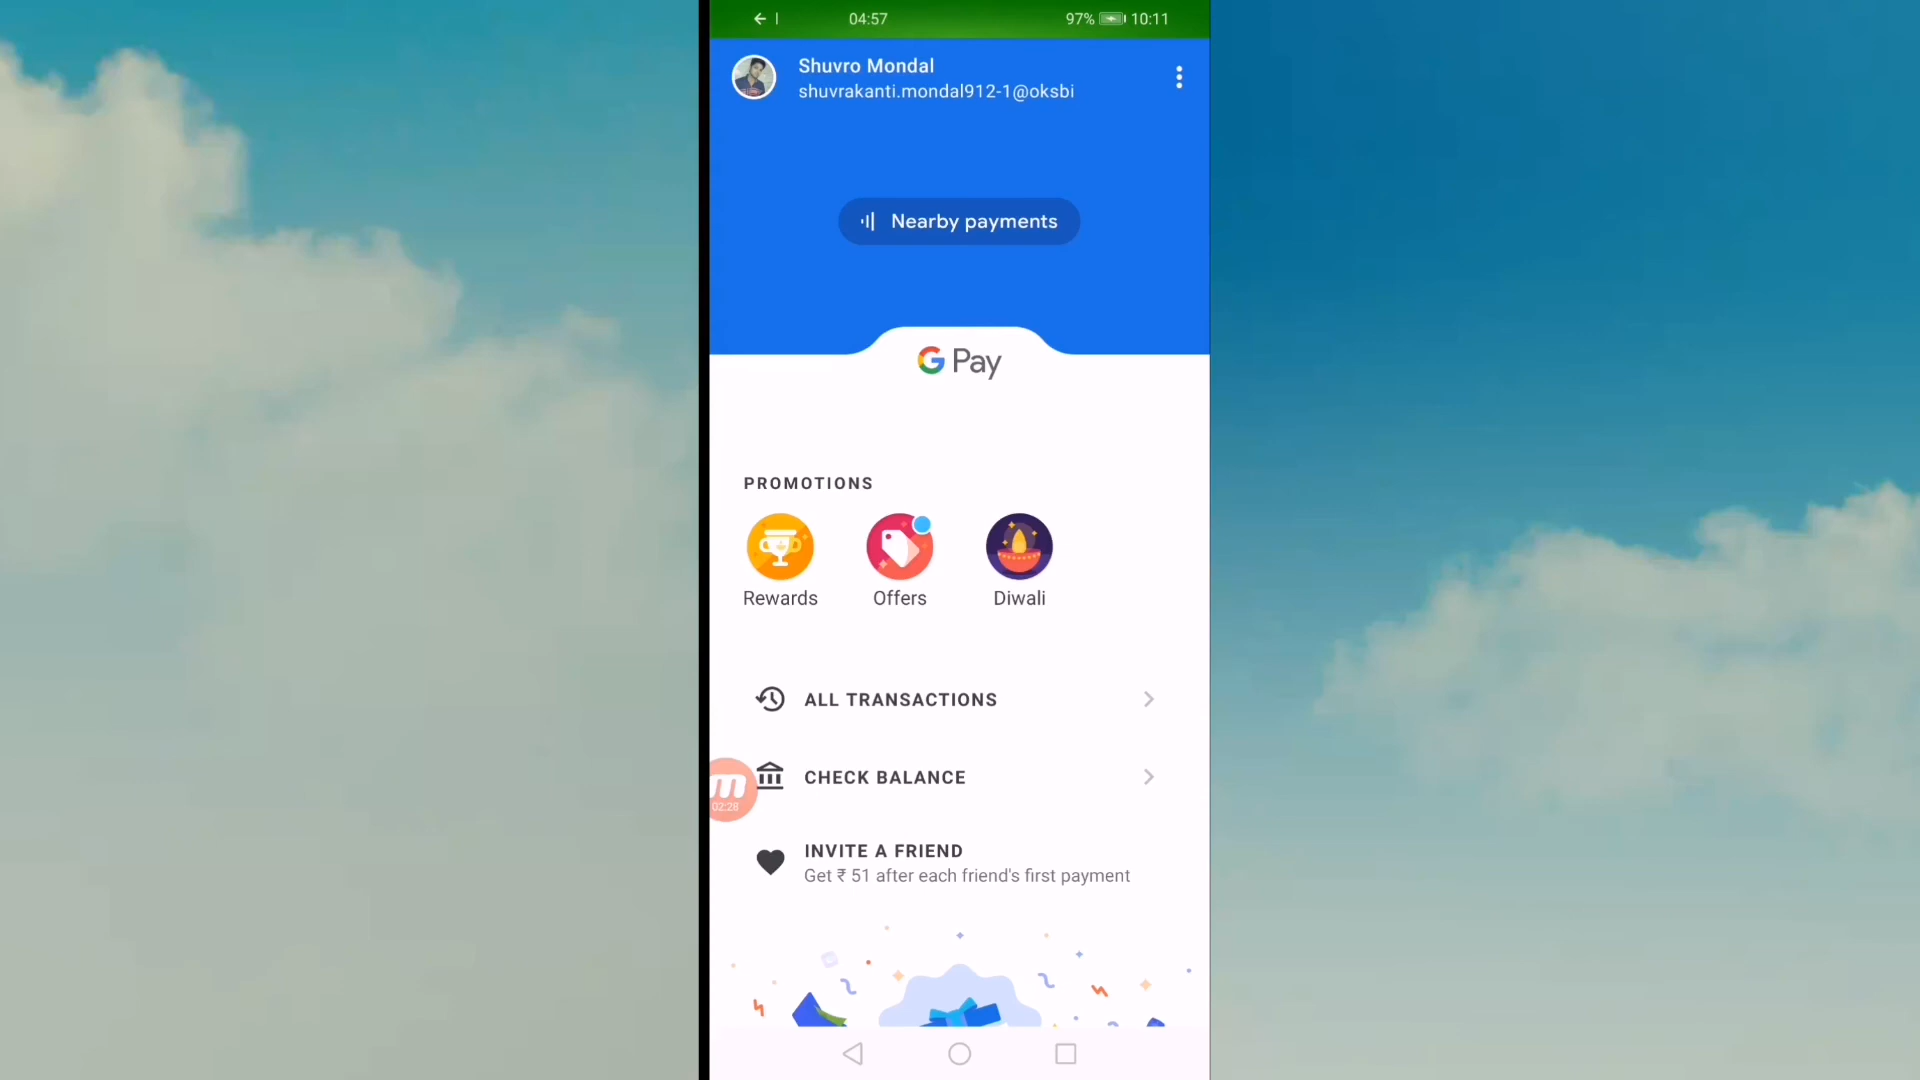 04:57 97% 10:11
Shuvro Mondal
shuvrakanti.mondal912-1@oksbi
Nearby payments
G Pay
PROMOTIONS
Rewards Offers Diwali
ALL TRANSACTIONS
CHECK BALANCE
m
02:28
INVITE A FRIEND
Get ₹ 51 after each friend's first payment